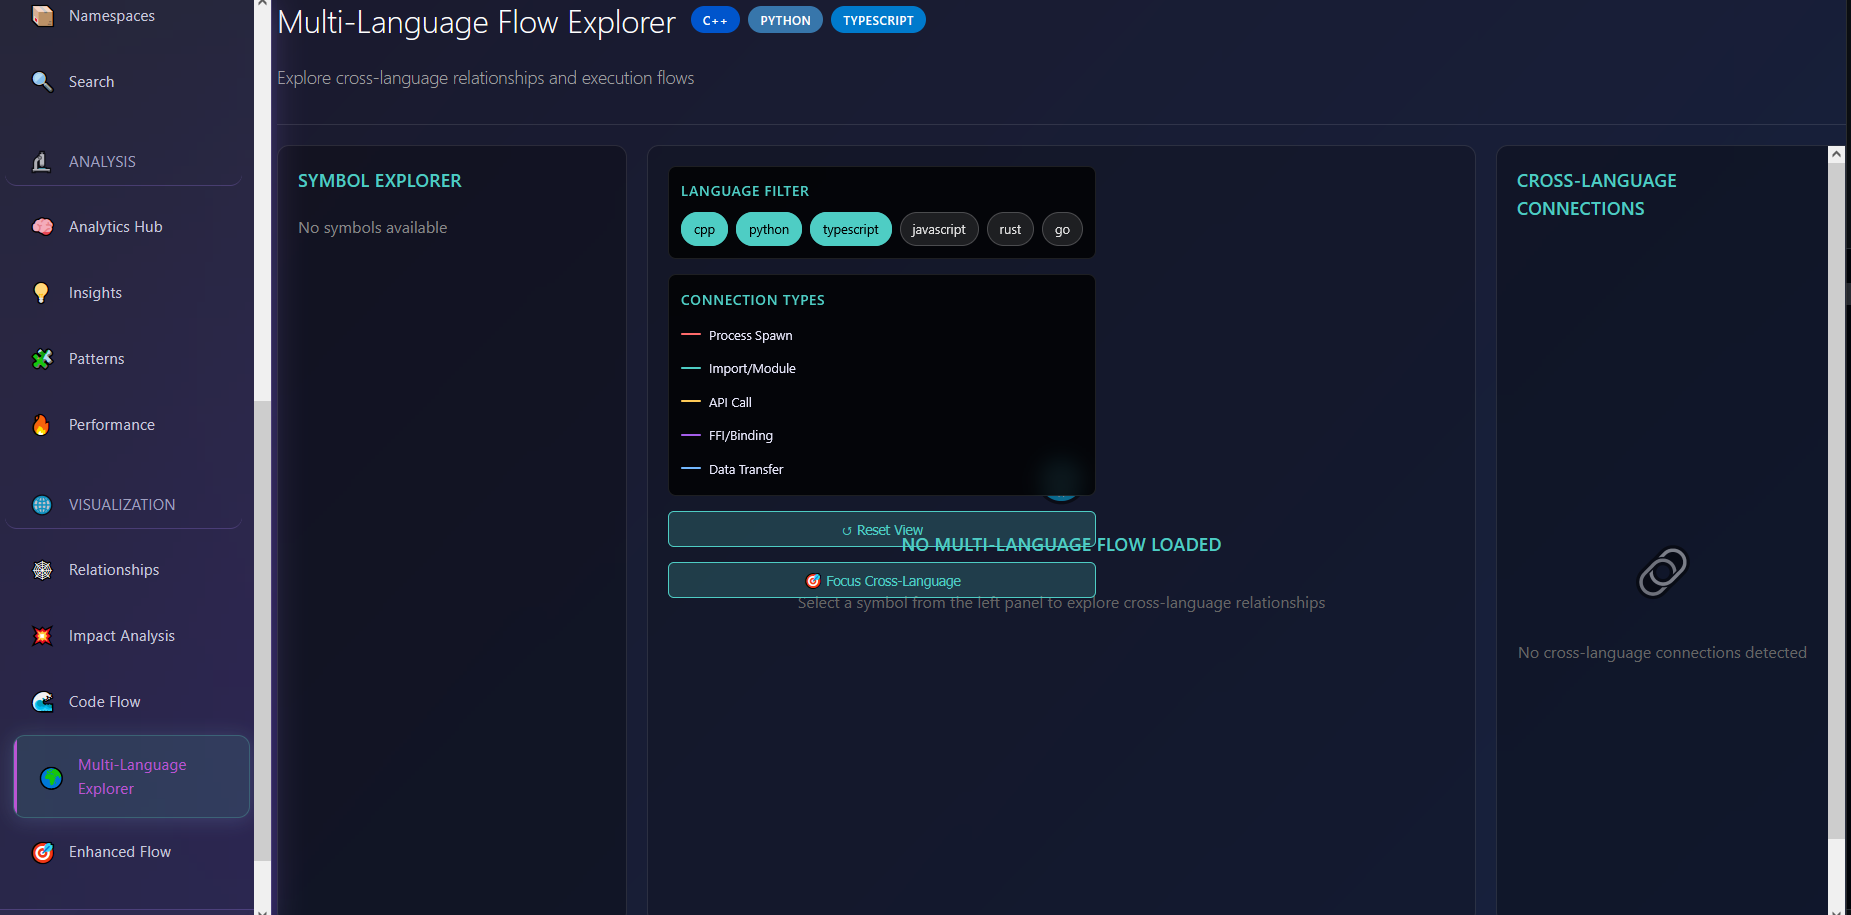 Namespaces
Search
ANALYSIS
Analytics Hub
Insights
Patterns
Performance
VISUALIZATION
Relationships
Impact Analysis
Code Flow
Multi-Language
Explorer
Enhanced Flow
Multi-Language Flow Explorer C++ PYTHON TYPESCRIPT
Explore cross-language relationships and execution flows
SYMBOL EXPLORER
No symbols available
LANGUAGE FILTER
cpp python typescript javascript rust go
CONNECTION TYPES
Process Spawn
Import/Module
API Call
FFI/Binding
Data Transfer
↺ Reset View
NO MULTI-LANGUAGE FLOW LOADED
Focus Cross-Language
Select a symbol from the left panel to explore cross-language relationships
CROSS-LANGUAGE
CONNECTIONS
No cross-language connections detected